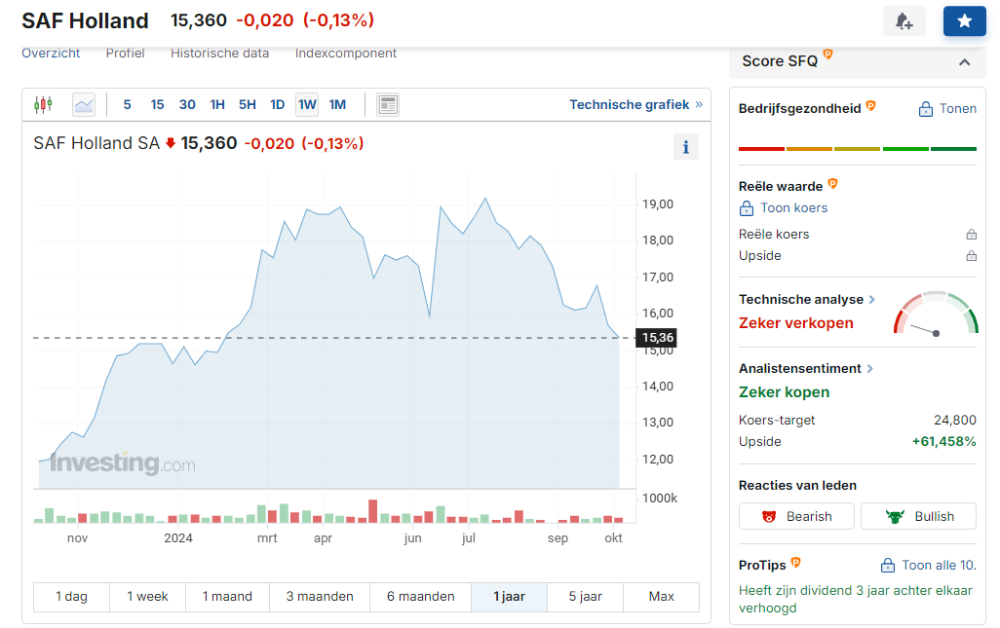 SAF Holland 15,360 -0,020 (-0,13%)
Overzicht Profiel Historische data Indexcomponent
5 15 30 1H 5H 1D 1W 1M Technische grafiek »
SAF Holland SA 15,360 -0,020 (-0,13%)
i
19,00
18,00
17,00
16,00
15,36
15,00
14,00
13,00
12,00
Investing.com
1000k
nov 2024 mrt apr jun jul sep okt
1 dag 1 week 1 maand 3 maanden 6 maanden 1 jaar 5 jaar Max
Score SFQ P
Bedrijfsgezondheid P Tonen
Reële waarde P
Toon koers
Reële koers
Upside
Technische analyse
Zeker verkopen
Analistensentiment
Zeker kopen
Koers-target 24,800
Upside +61,458%
Reacties van leden
Bearish Bullish
ProTips P Toon alle 10.
Heeft zijn dividend 3 jaar achter elkaar
verhoogd